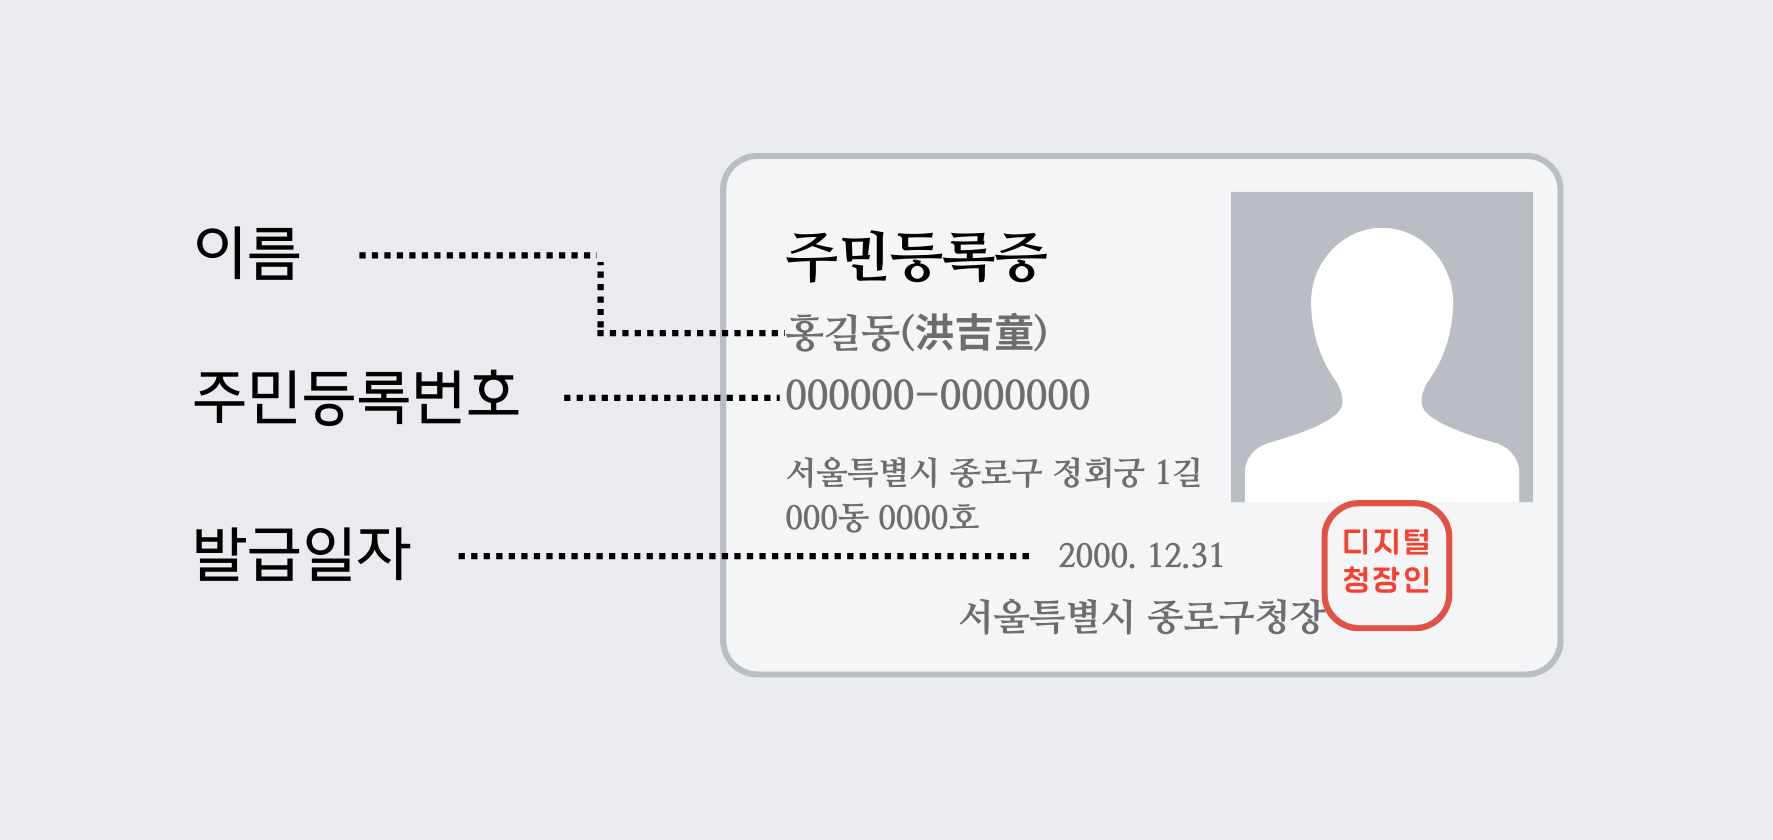 이름
주민등록번호
발급일자
주민등록증
홍길동(洪吉童)
000000-0000000
서울특별시 종로구 정회궁 1길
000동 0000호
2000. 12.31
서울특별시 종로구청장
디지털
청장인